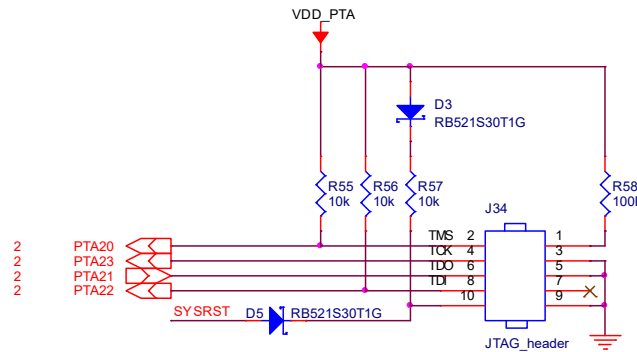 VDD_PTA
D3
RB521S30T1G
R55
10k
R56
10k
R57
10k
R58
J34
2 PTA20 TMS 2 1
2 PTA23 TCK 4 3
2 PTA21 TDO 6 5
2 PTA22 TDI 8 7
10 9
SYSRST D5 RB521S30T1G
JTAG_header